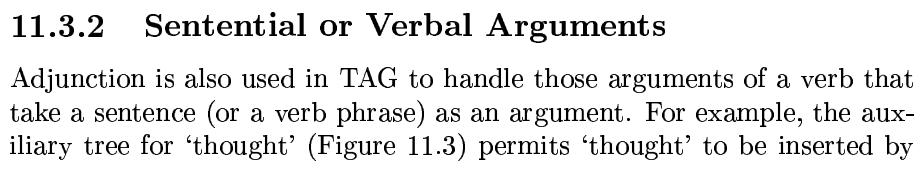 11.3.2 Sentential or Verbal Arguments
Adjunction is also used in TAG to handle those arguments of a verb that
take a sentence (or a verb phrase) as an argument. For example, the aux-
iliary tree for ‘thought’ (Figure 11.3) permits ‘thought’ to be inserted by